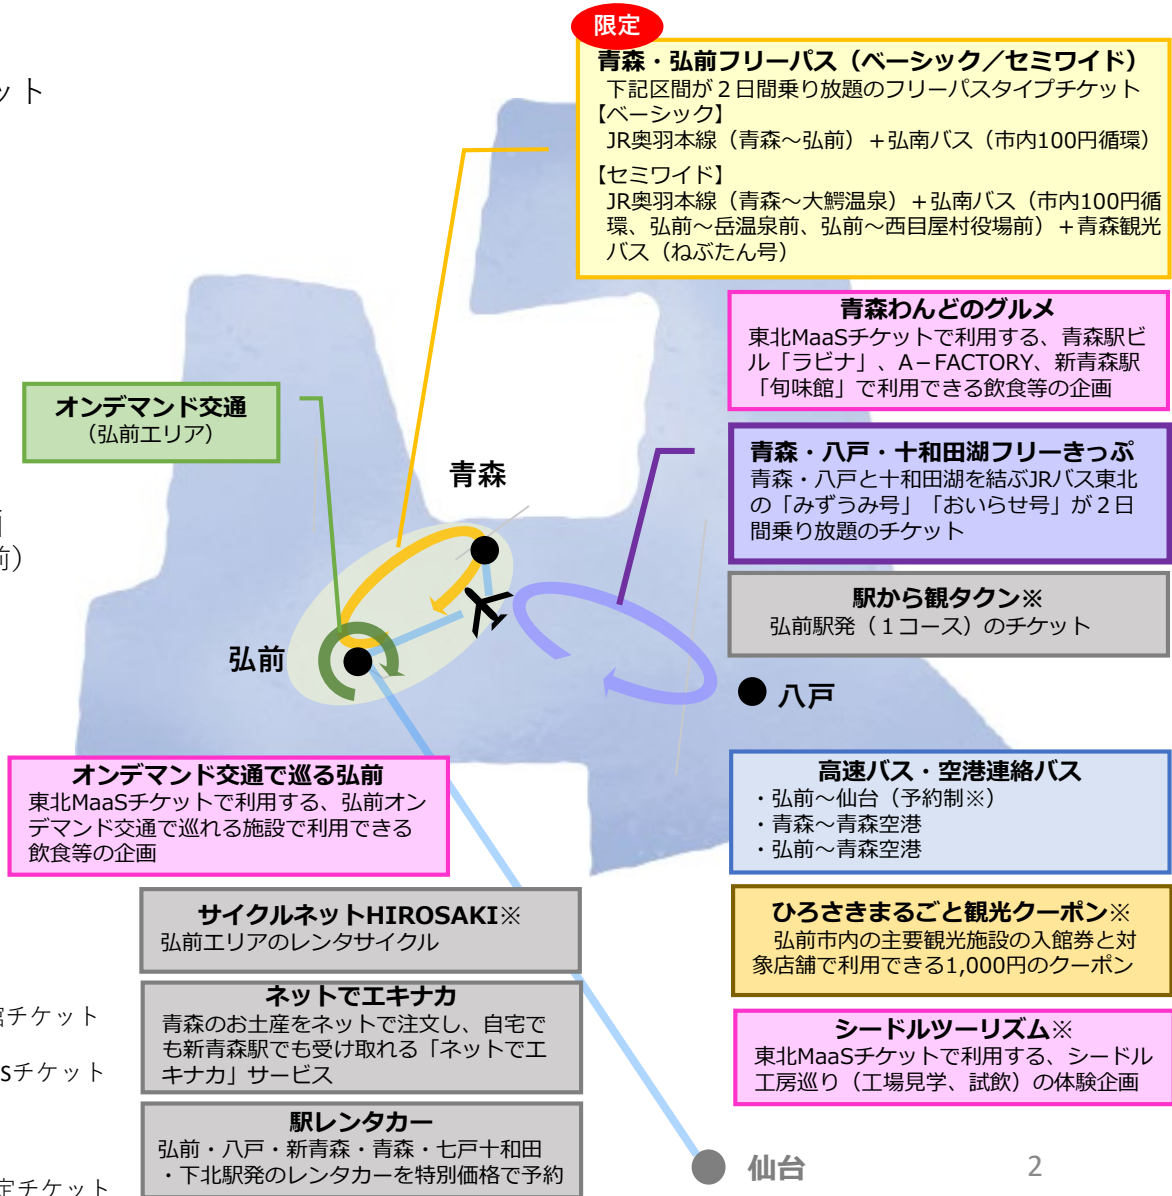 限定
青森・弘前フリーパス（ベーシック／セミワイド）
下記区間が２日間乗り放題のフリーパスタイプチケット
【ベーシック】
JR奥羽本線（青森～弘前）＋弘南バス（市内100円循環）
【セミワイド】
JR奥羽本線（青森～大鰐温泉）＋弘南バス（市内100円循
環、弘前～岳温泉前、弘前～西目屋村役場前）＋青森観光
バス（ねぶたん号）
ット
青森わんどのグルメ
東北MaaSチケットで利用する、青森駅ビ
ル「ラビナ」、A－FACTORY、新青森駅
「旬味館」で利用できる飲食等の企画
オンデマンド交通
（弘前エリア）
青森・八戸・十和田湖フリーきっぷ
青森・八戸と十和田湖を結ぶJRバス東北
の「みずうみ号」「おいらせ号」が２日
間乗り放題のチケット
青森
前）
駅から観タクン※
弘前駅発（１コース）のチケット
弘前
八戸
オンデマンド交通で巡る弘前
東北MaaSチケットで利用する、弘前オン
デマンド交通で巡れる施設で利用できる
飲食等の企画
高速バス・空港連絡バス
・弘前～仙台（予約制※）
・青森～青森空港
・弘前～青森空港
サイクルネットHIROSAKI※
弘前エリアのレンタサイクル
ひろさきまるごと観光クーポン※
弘前市内の主要観光施設の入館券と対
象店舗で利用できる1,000円のクーポン
ネットでエキナカ
青森のお土産をネットで注文し、自宅で
も新青森駅でも受け取れる「ネットでエ
キナカ」サービス
館チケット
sチケット
シードルツーリズム※
東北MaaSチケットで利用する、シードル
工房巡り（工場見学、試飲）の体験企画
駅レンタカー
弘前・八戸・新青森・青森・七戸十和田
・下北駅発のレンタカーを特別価格で予約
定チケット
仙台
2